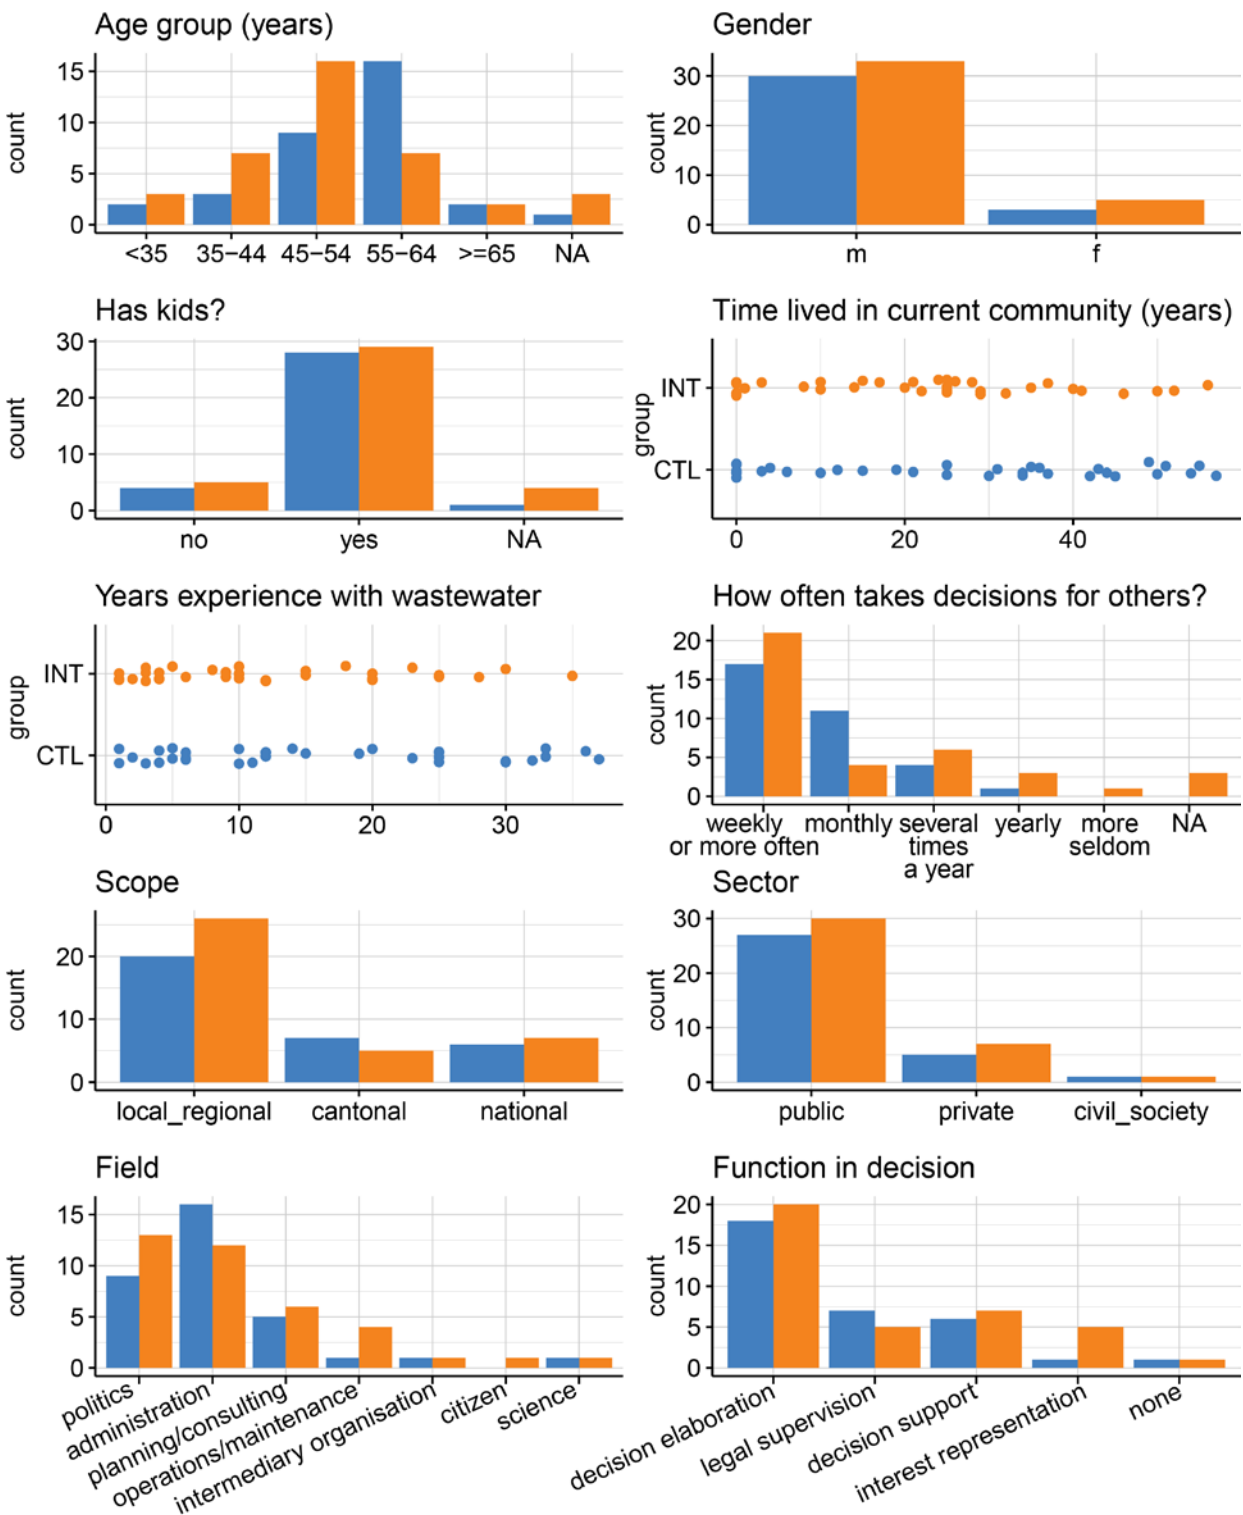 Age group (years)
count
15
10
5
0
<35 35−44 45−54 55−64 >=65 NA
Gender
count
30
20
10
0
m f
Has kids?
count
30
20
10
0
no yes NA
Time lived in current community (years)
group
INT
CTL
0 20 40
Years experience with wastewater
group
INT
CTL
0 10 20 30
How often takes decisions for others?
count
20
15
10
5
0
weekly or more often
monthly
several times a year
yearly
more seldom
NA
Scope
count
20
10
0
local_regional cantonal national
Sector
count
30
20
10
0
public private civil_society
Field
count
15
10
5
0
politics
administration
planning/consulting
operations/maintenance
intermediary organisation
citizen
science
Function in decision
count
20
15
10
5
0
decision elaboration
legal supervision
decision support
interest representation
none